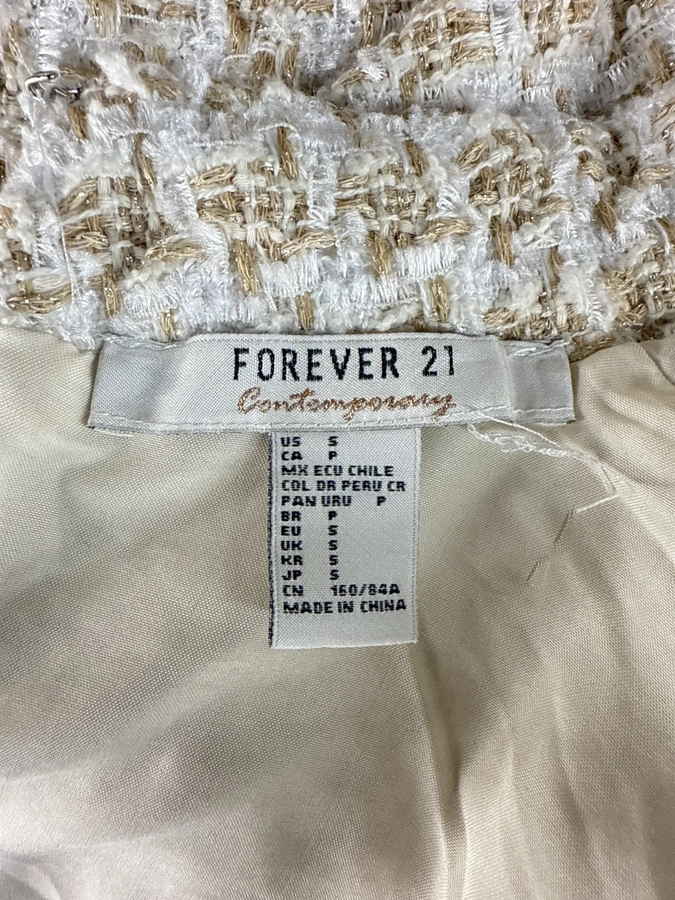 FOREVER 21
Contemporary
US S
CA P
MX ECU CHILE
COL DR PERU CR
PAN URU P
BR P
EU S
UK S
KR S
JP S
CN 160/84A
MADE IN CHINA